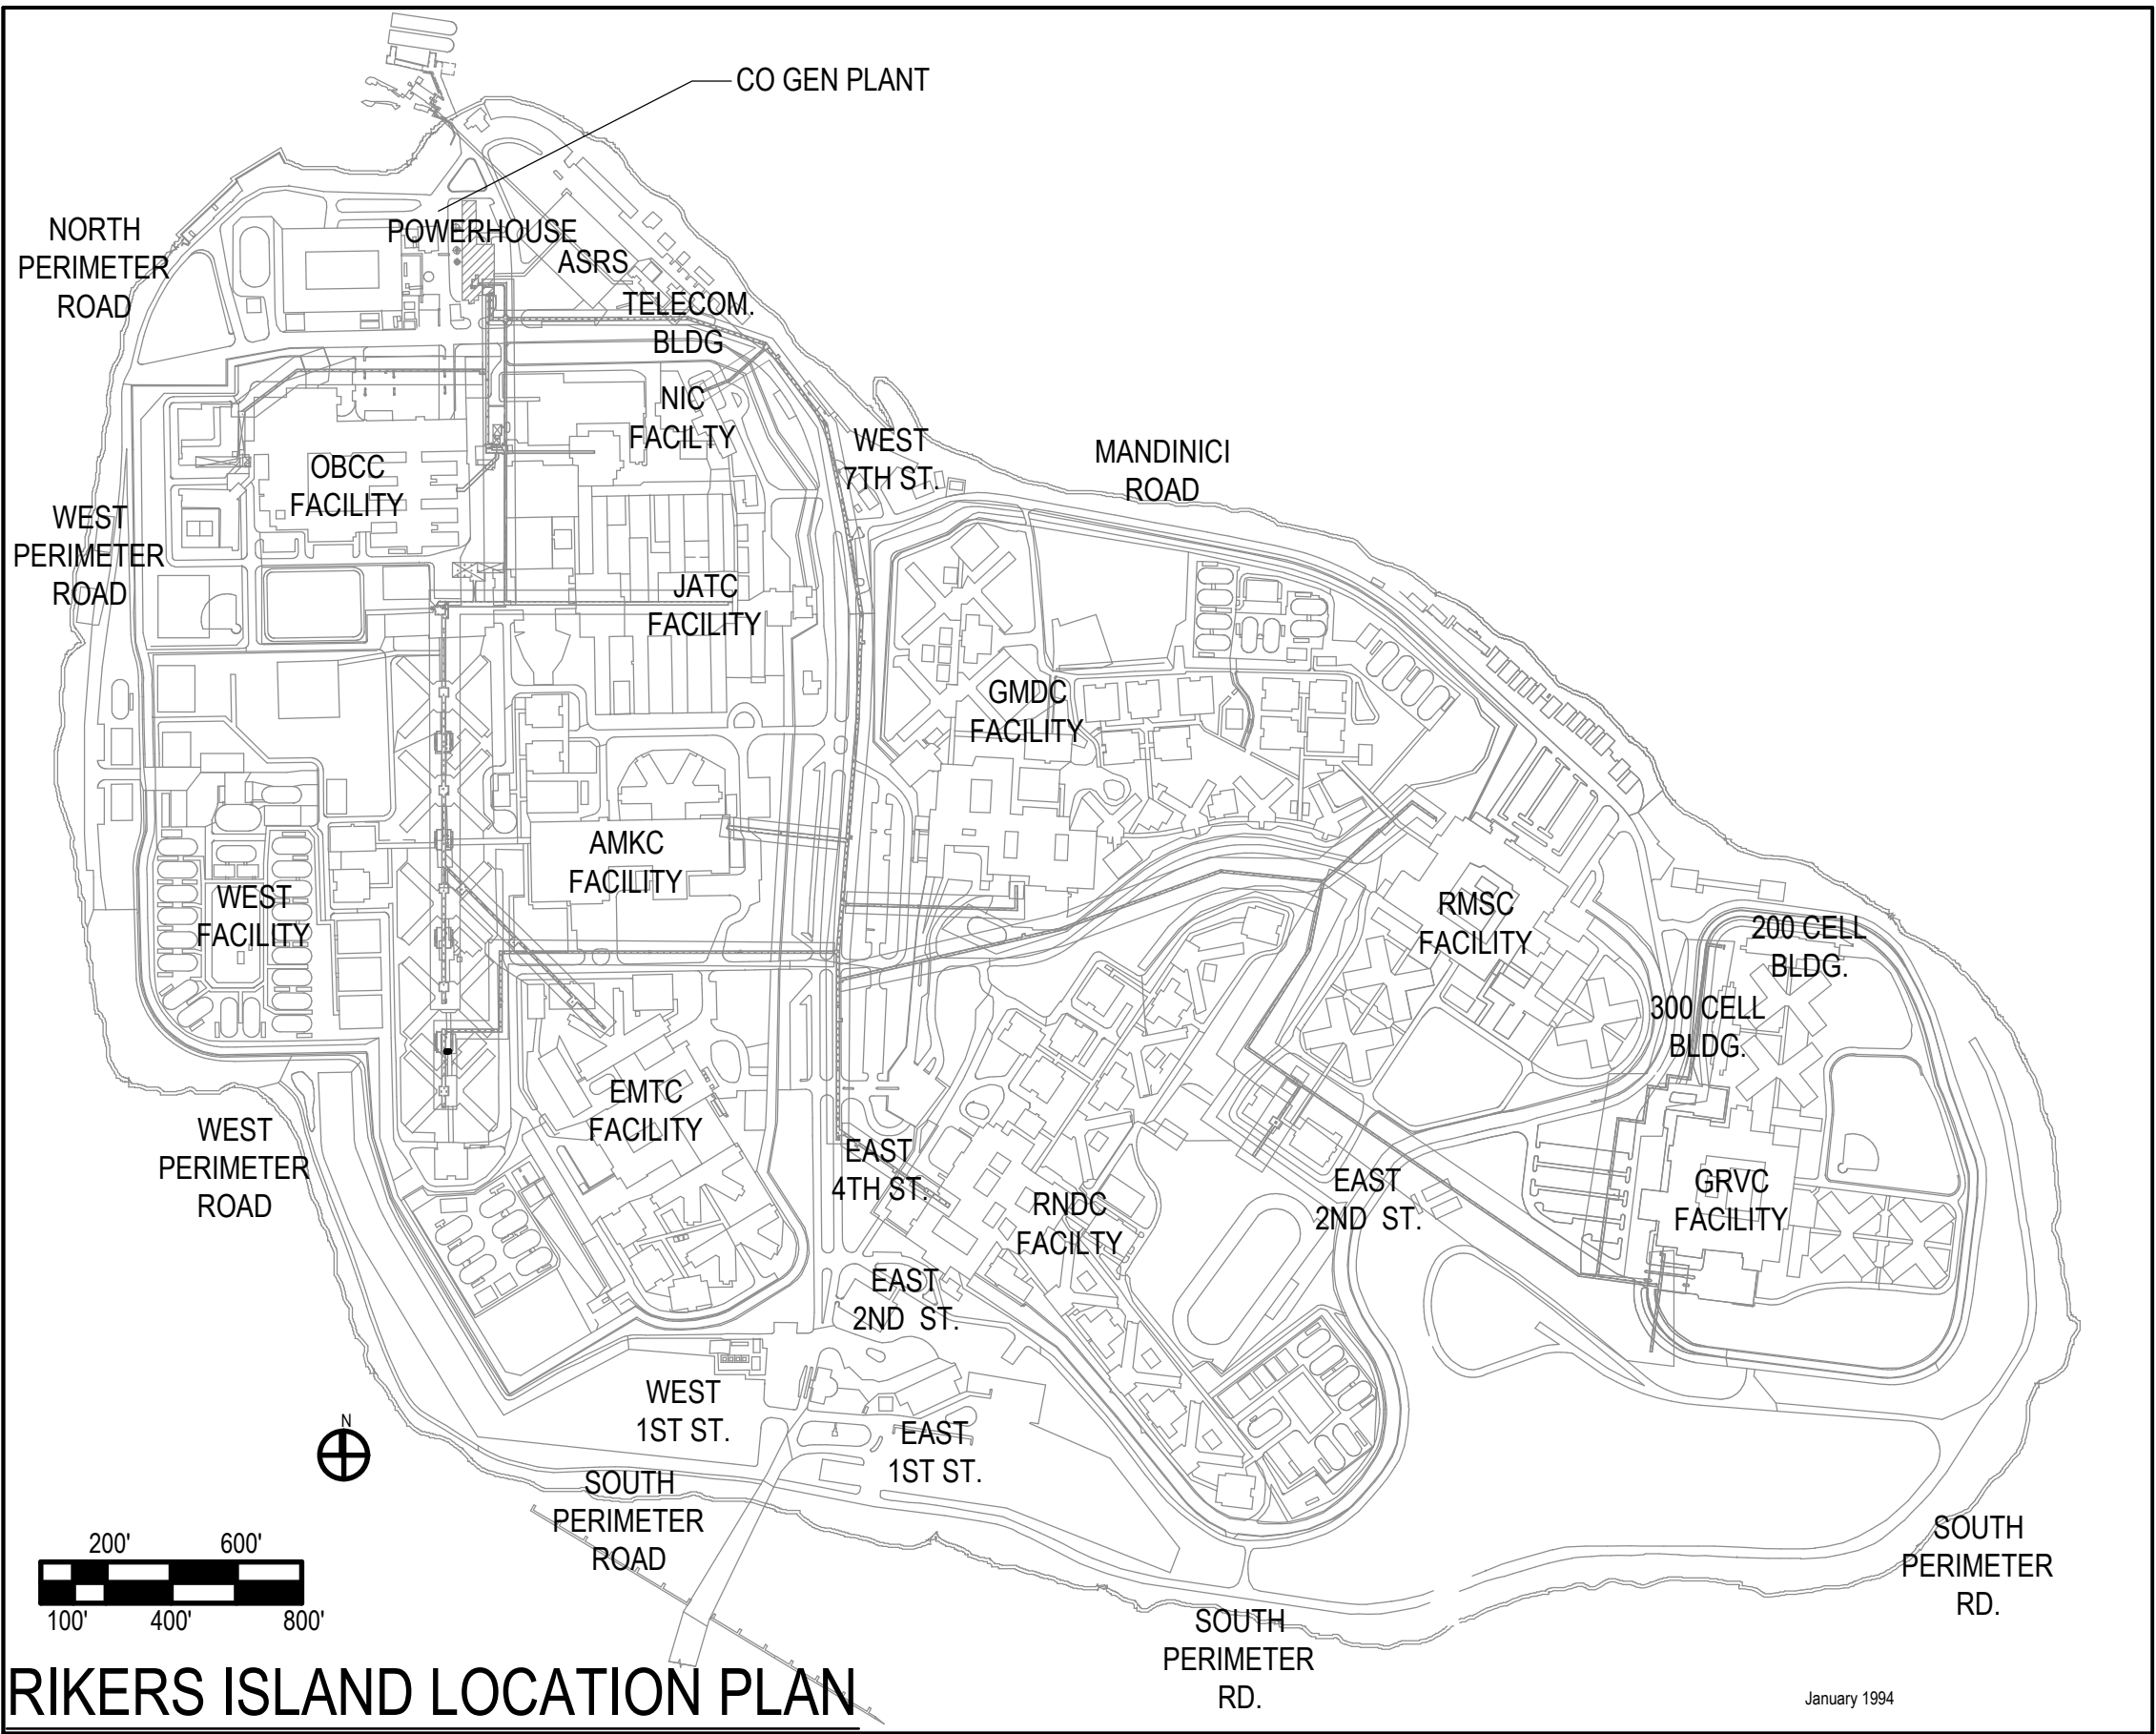 CO GEN PLANT
NORTH
PERIMETER
ROAD
POWERHOUSE
ASRS
TELECOM.
BLDG
NIC
FACILTY
WEST
7TH ST.
MANDINICI
ROAD
OBCC
FACILITY
WEST
PERIMETER
ROAD
JATC
FACILITY
GMDC
FACILITY
AMKC
FACILITY
WEST
FACILITY
RMSC
FACILITY
200 CELL
BLDG.
300 CELL
BLDG.
EMTC
FACILITY
WEST
PERIMETER
ROAD
EAST
4TH ST.
RNDC
FACILTY
EAST
2ND ST.
GRVC
FACILITY
EAST
2ND ST.
WEST
1ST ST.
EAST
1ST ST.
N
SOUTH
PERIMETER
ROAD
SOUTH
PERIMETER
RD.
SOUTH
PERIMETER
RD.
200' 600'
100' 400' 800'
RIKERS ISLAND LOCATION PLAN
January 1994